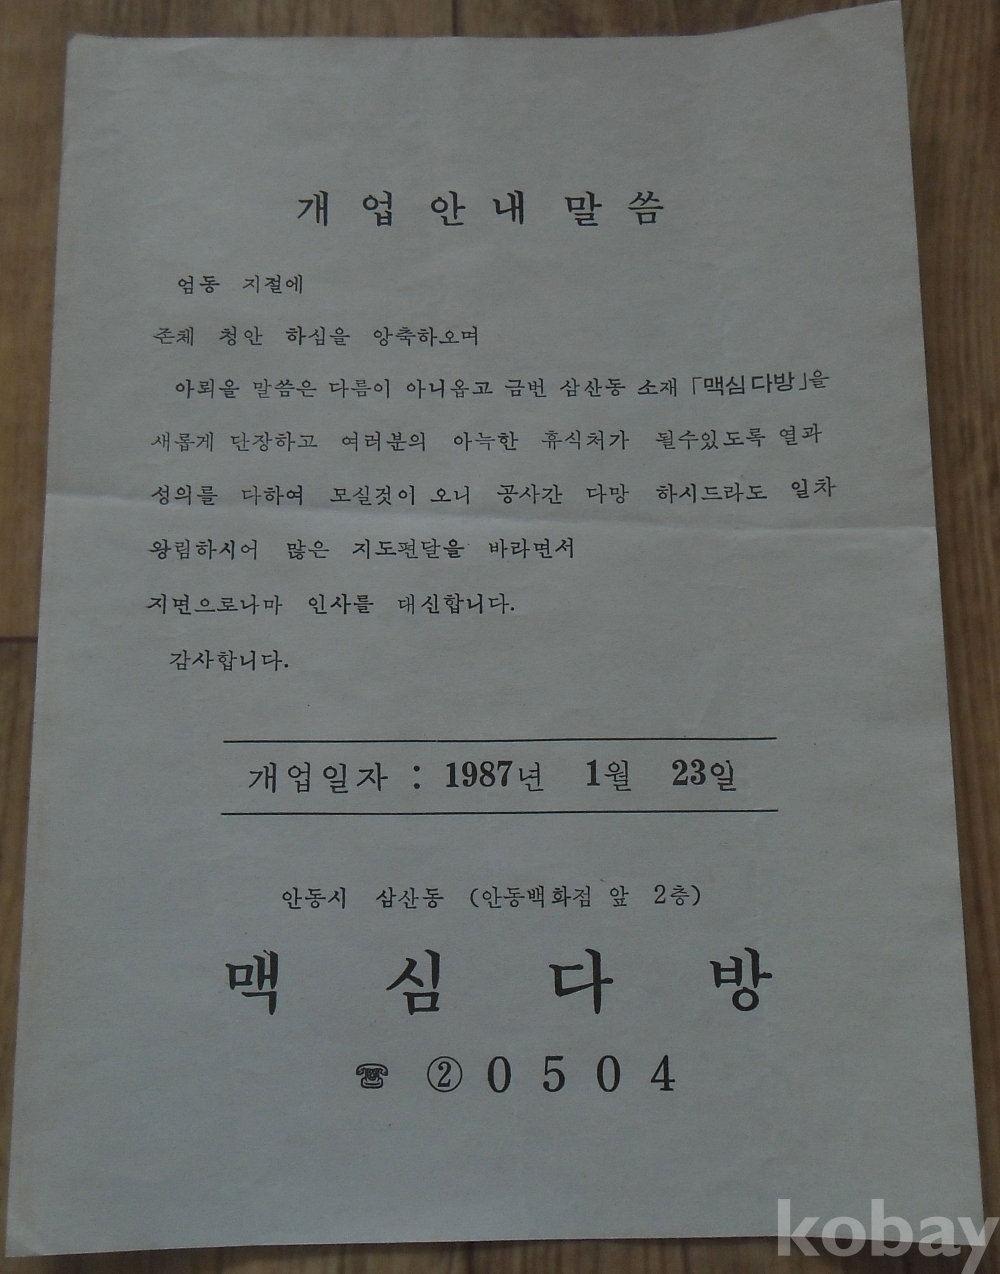 개업안내말씀
엄동 지절에
존체 청안 하심을 앙축하오며
아뢰올 말씀은 다름이 아니옵고 금번 삼산동 소재 「맥심다방」을
새롭게 단장하고 여러분의 아늑한 휴식처가 될수있도록 열과
성의를 다하여 모실것이오니 공사간 다망 하시드라도 일차
왕림하시어 많은 지도편달을 바라면서
지면으로나마 인사를 대신합니다.
감사합니다.
개업일자 : 1987년 1월 23일
안동시 삼산동 (안동백화점 앞 2층)
맥심다방
☎ ②0504
kobay